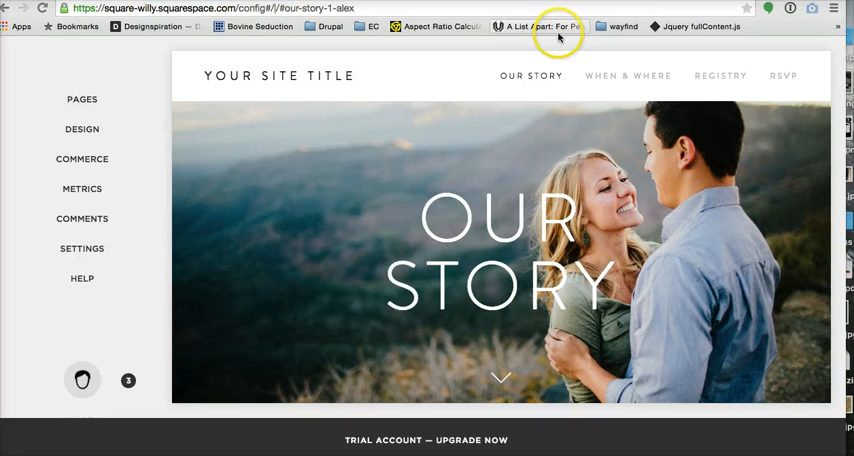 https://square-willy.squarespace.com/config#/|/#our-story-1-alex
Apps Bookmarks Designspiration — D Bovine Seduction Drupal EC Aspect Ratio Calcula A List Apart: For Pe wayfind Jquery fullContent.js »
YOUR SITE TITLE
OUR STORY WHEN & WHERE REGISTRY RSVP
PAGES
DESIGN
COMMERCE
METRICS
COMMENTS
SETTINGS
HELP
3
OUR
STORY
TRIAL ACCOUNT — UPGRADE NOW